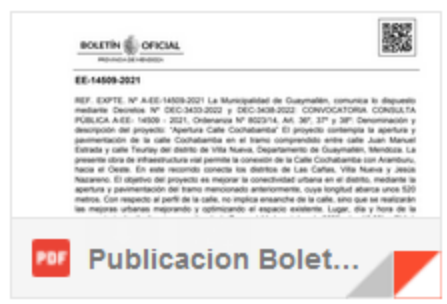 BOLETÍN OFICIAL
PROVINCIA DE MENDOZA
EE-14509-2021
REF. EXPTE. Nº A-EE-14509-2021 La Municipalidad de Guaymallén, comunica lo dispuesto
mediante Decretos Nº DEC-3433-2022 y DEC-3438-2022 CONVOCATORIA CONSULTA
PÚBLICA A-EE- 14509 - 2021, Ordenanza Nº 8023/14, Art. 36º, 37º y 38º: Denominación y
descripción del proyecto: "Apertura Calle Cochabamba" El proyecto contempla la apertura y
pavimentación de la calle Cochabamba en el tramo comprendido entre calle Juan Manuel
Estrada y calle Tourlay del distrito de Villa Nueva, Departamento de Guaymallén, Mendoza. La
presente obra de infraestructura vial permite la conexión de la Calle Cochabamba con Aramburu,
hacia el Oeste. En este recorrido conecta los distritos de Las Cañas, Villa Nueva y Jesús
Nazareno. El objetivo del proyecto es mejorar la conectividad urbana en el distrito, mediante la
apertura y pavimentación del tramo mencionado anteriormente, cuya longitud abarca unos 520
metros. Con respecto al perfil de la calle, no implica ensanche de la calle, sino que se realizarán
las mejoras urbanas mejorando y optimizando el espacio existente. Lugar, día y hora de la
PDF Publicacion Bolet...